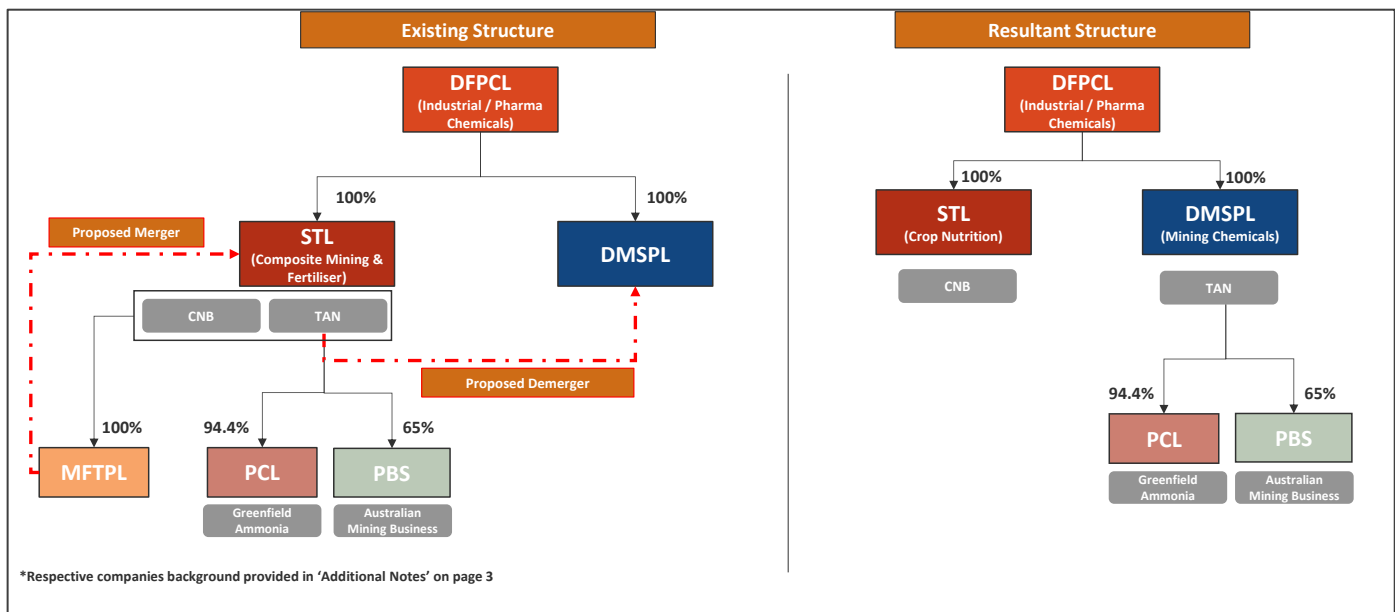 Existing Structure
DFPCL
(Industrial / Pharma
Chemicals)
100%
100%
Proposed Merger
STL
(Composite Mining &
Fertiliser)
DMSPL
CNB
TAN
Proposed Demerger
100%
94.4%
65%
MFTPL
PCL
PBS
Greenfield
Ammonia
Australian
Mining Business
*Respective companies background provided in ‘Additional Notes’ on page 3
Resultant Structure
DFPCL
(Industrial / Pharma
Chemicals)
100%
100%
STL
(Crop Nutrition)
DMSPL
(Mining Chemicals)
CNB
TAN
94.4%
65%
PCL
PBS
Greenfield
Ammonia
Australian
Mining Business